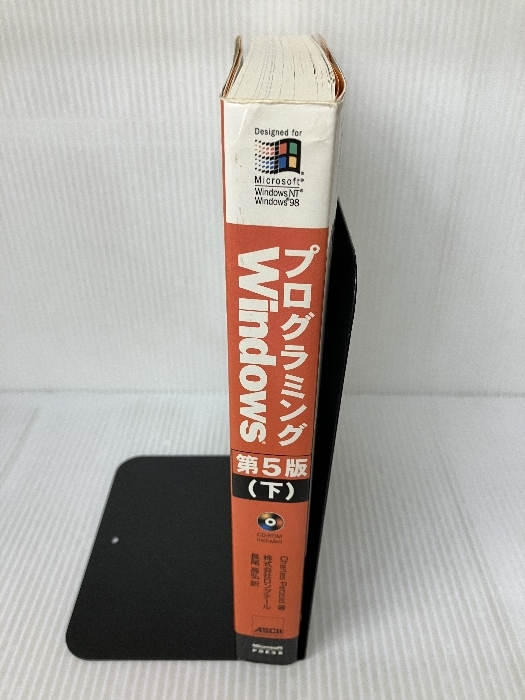 Designed for
Microsoft®
Windows NT®
Windows®98
プログラミング
Windows
第5版
(下)
CD-ROM
Included
Charles Petzold 著
株式会社ロングテール
長尾 高弘 訳
ASCII
Microsoft
PRESS